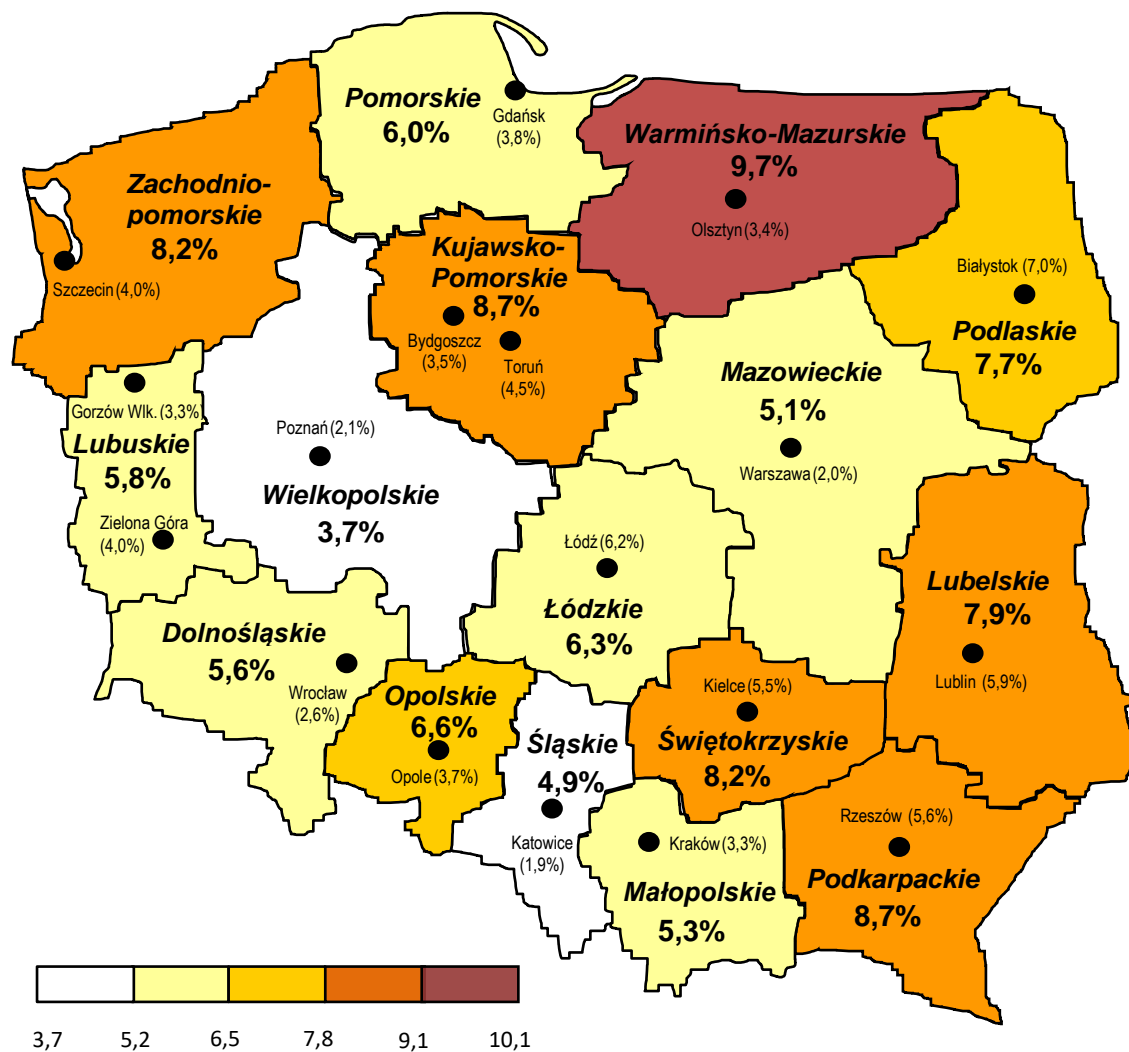 Pomorskie
6,0%
Gdańsk
(3,8%)
Warmińsko-Mazurskie
9,7%
Olsztyn (3,4%)
Zachodnio-
pomorskie
8,2%
Szczecin (4,0%)
Kujawsko-
Pomorskie
8,7%
Bydgoszcz
(3,5%)
Toruń
(4,5%)
Białystok (7,0%)
Podlaskie
7,7%
Mazowieckie
5,1%
Warszawa (2,0%)
Gorzów Wlk. (3,3%)
Lubuskie
5,8%
Zielona Góra
(4,0%)
Poznań (2,1%)
Wielkopolskie
3,7%
Łódź (6,2%)
Łódzkie
6,3%
Lubelskie
7,9%
Lublin (5,9%)
Dolnośląskie
5,6%
Wrocław
(2,6%)
Opolskie
6,6%
Opole (3,7%)
Śląskie
4,9%
Katowice
(1,9%)
Kielce (5,5%)
Świętokrzyskie
8,2%
Kraków (3,3%)
Małopolskie
5,3%
Rzeszów (5,6%)
Podkarpackie
8,7%
3,7 5,2 6,5 7,8 9,1 10,1